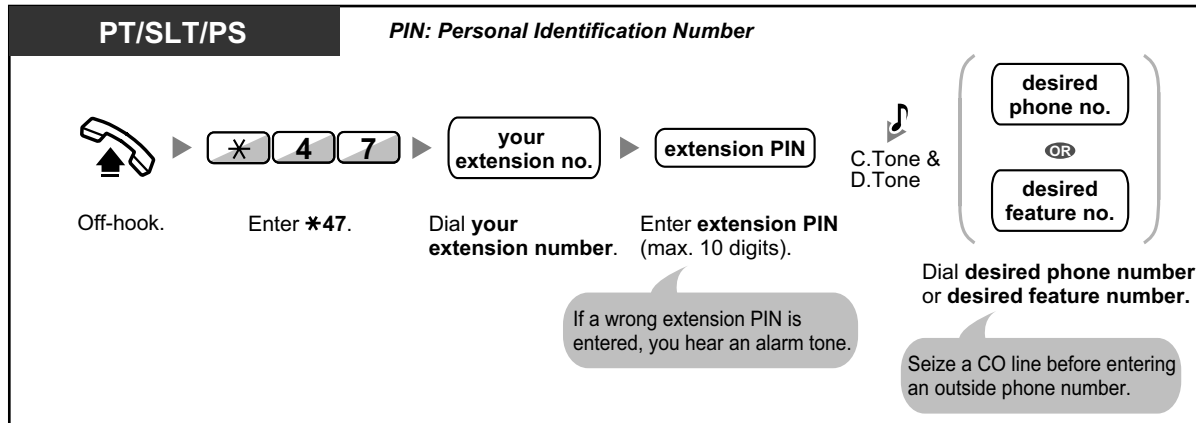 PT/SLT/PS
PIN: Personal Identification Number
✳ 4 7
your
extension no.
extension PIN
C.Tone &
D.Tone
desired
phone no.
OR
desired
feature no.
Off-hook.
Enter ✳47.
Dial your
extension number.
Enter extension PIN
(max. 10 digits).
Dial desired phone number
or desired feature number.
If a wrong extension PIN is
entered, you hear an alarm tone.
Seize a CO line before entering
an outside phone number.